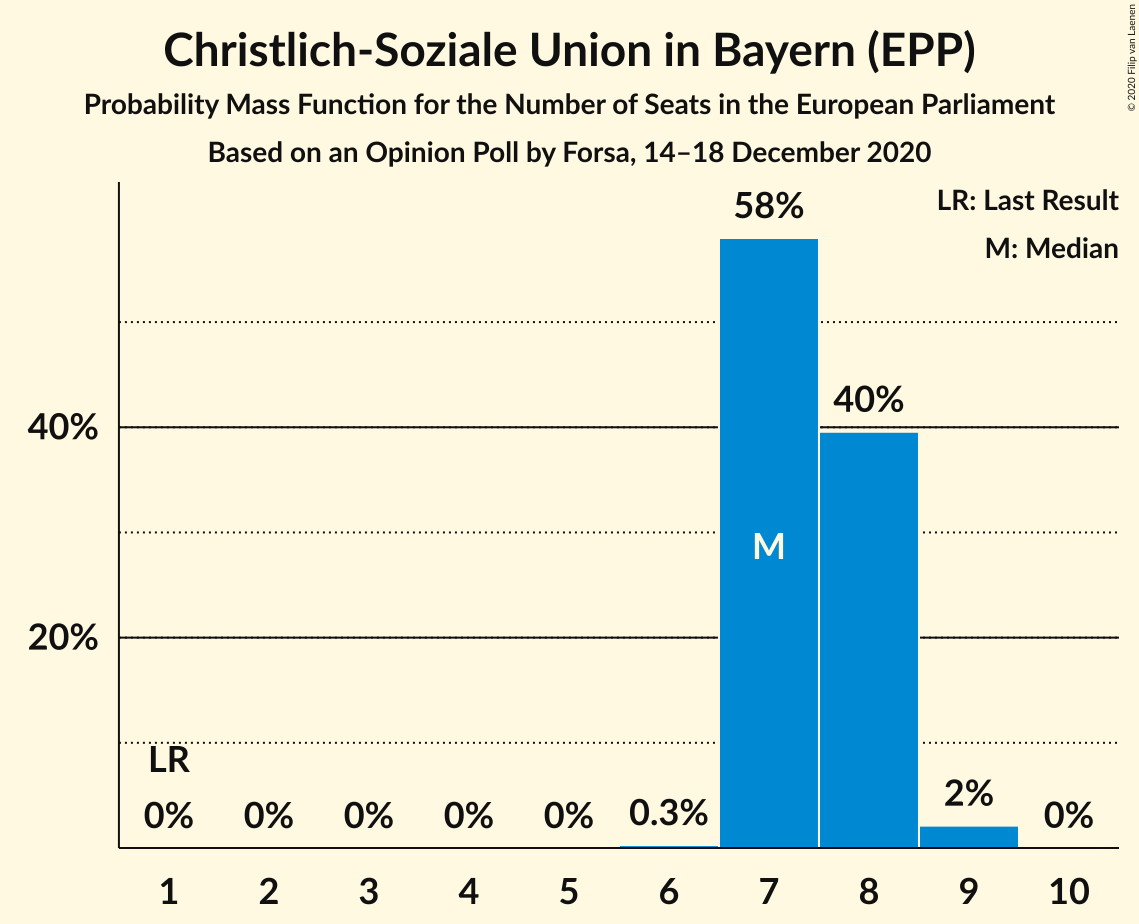 Christlich-Soziale Union in Bayern (EPP)
Probability Mass Function for the Number of Seats in the European Parliament
Based on an Opinion Poll by Forsa, 14–18 December 2020
© 2020 Filip van Laenen
LR: Last Result
M: Median
58%
40%
40%
M
20%
LR
0% 0% 0% 0% 0% 0.3% 2% 0%
1 2 3 4 5 6 7 8 9 10